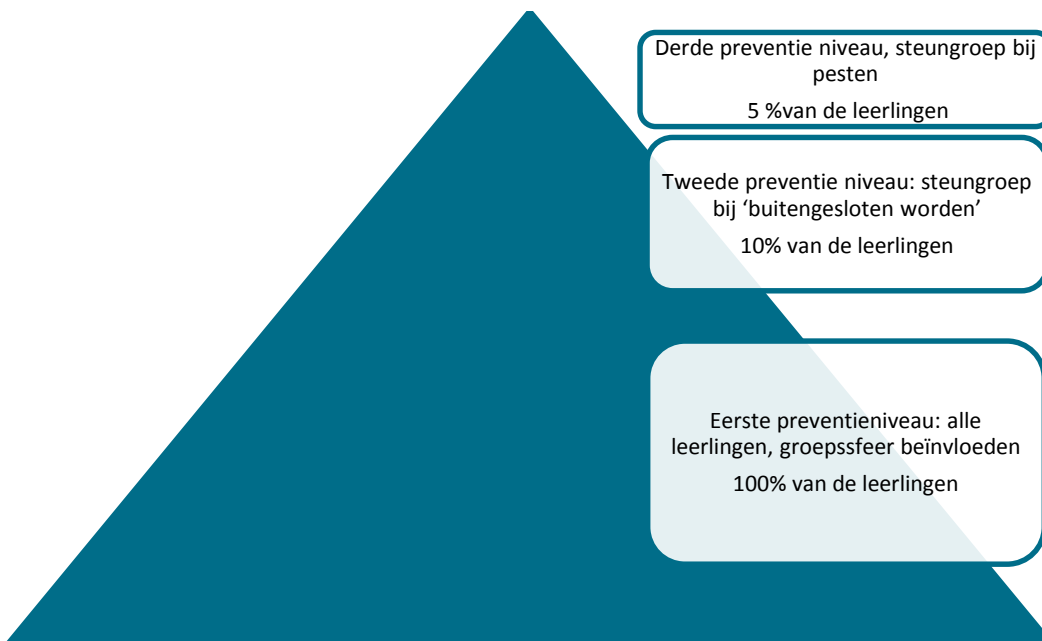 Derde preventie niveau, steungroep bij
pesten
5 %van de leerlingen
Tweede preventie niveau: steungroep
bij ‘buitengesloten worden’
10% van de leerlingen
Eerste preventieniveau: alle
leerlingen, groepssfeer beïnvloeden
100% van de leerlingen